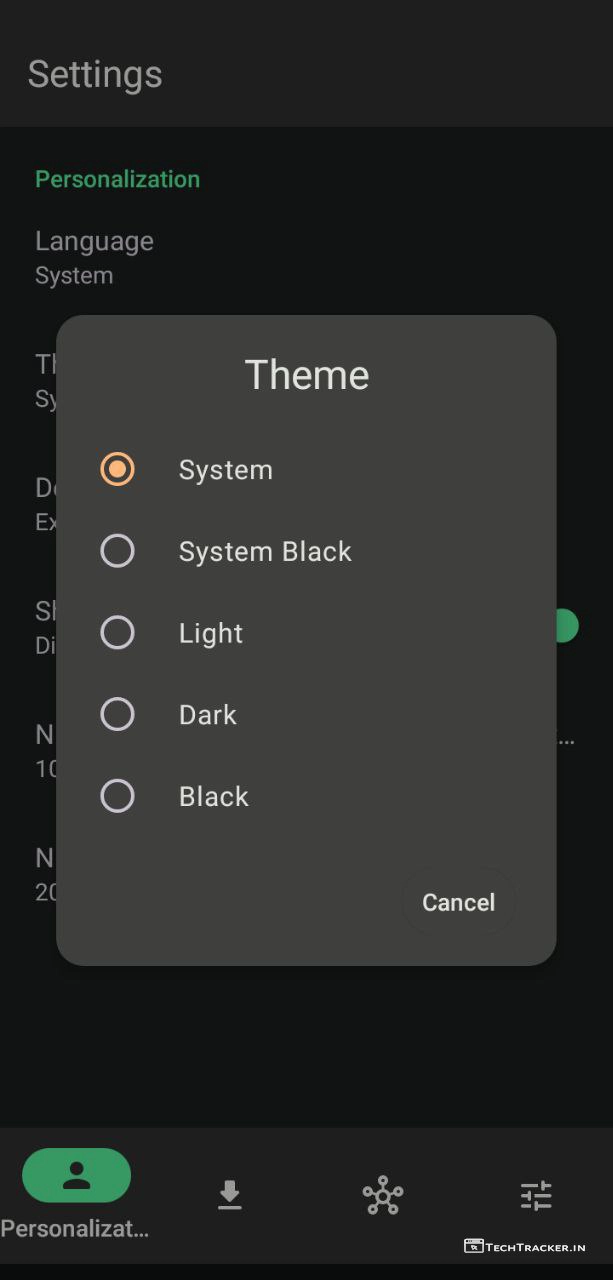 Settings
Personalization
Language
System
Theme
System
System Black
Light
Dark
Black
Cancel
Personalizat...
TechTracker.in